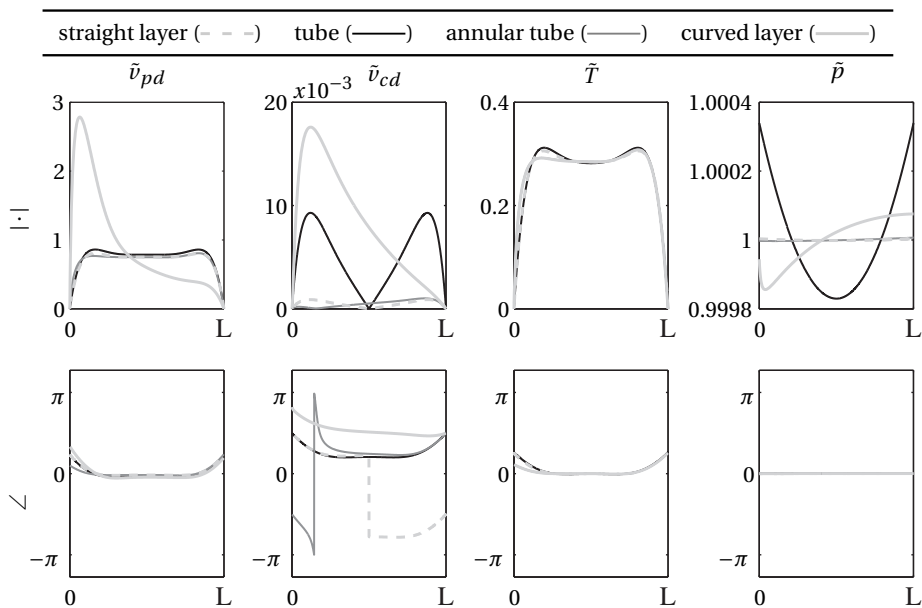 straight layer ( ) tube ( ) annular tube ( ) curved layer ( )
ṽ_pd x10⁻³ ṽ_cd T̃ p̃
3 20 0.4 1.0004
2 1.0002
|·| 10 0.2 1
1
0 0 0 0.9998
0 L 0 L 0 L 0 L
π π π π
∠ 0 0 0 0
−π −π −π −π
0 L 0 L 0 L 0 L